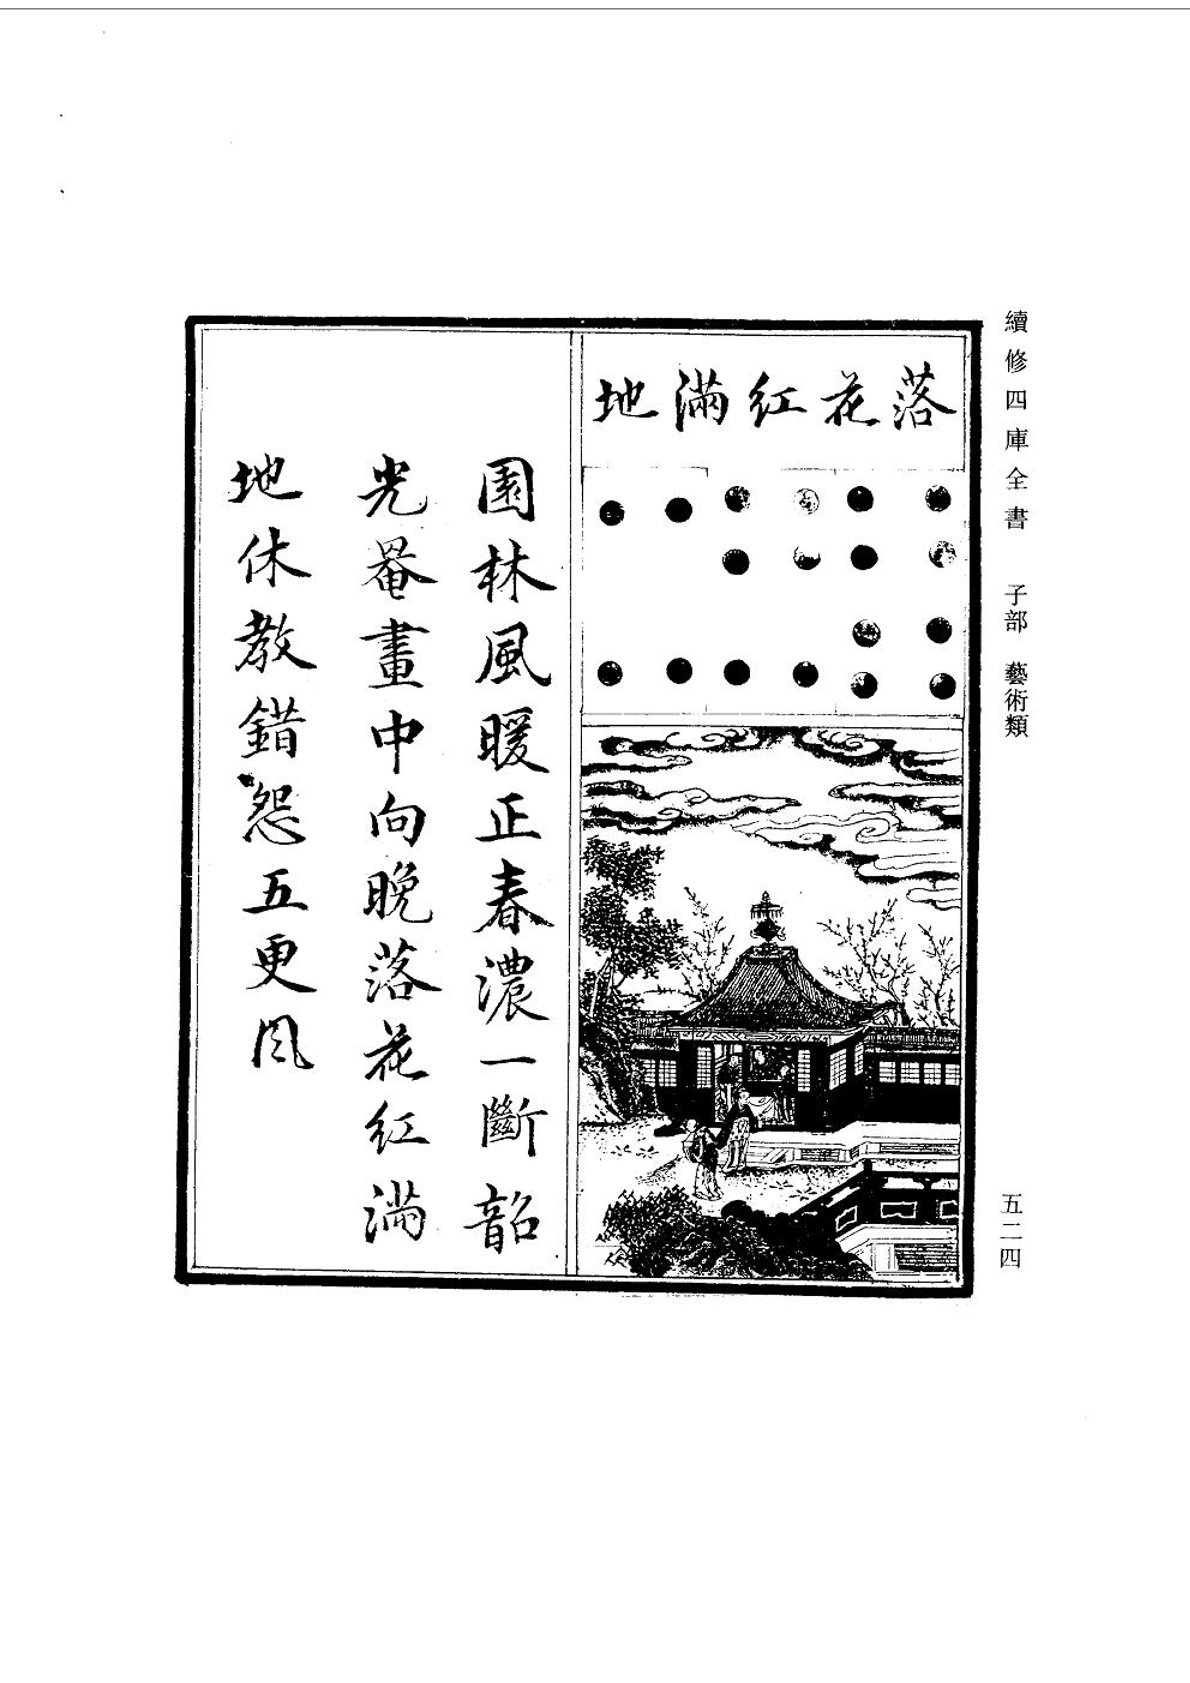 續修四庫全書 子部 藝術類
五二四
落花紅滿地
園林風暖正春濃一斷韶
光罨畫中向晚落花紅滿
地休教錯怨五更風